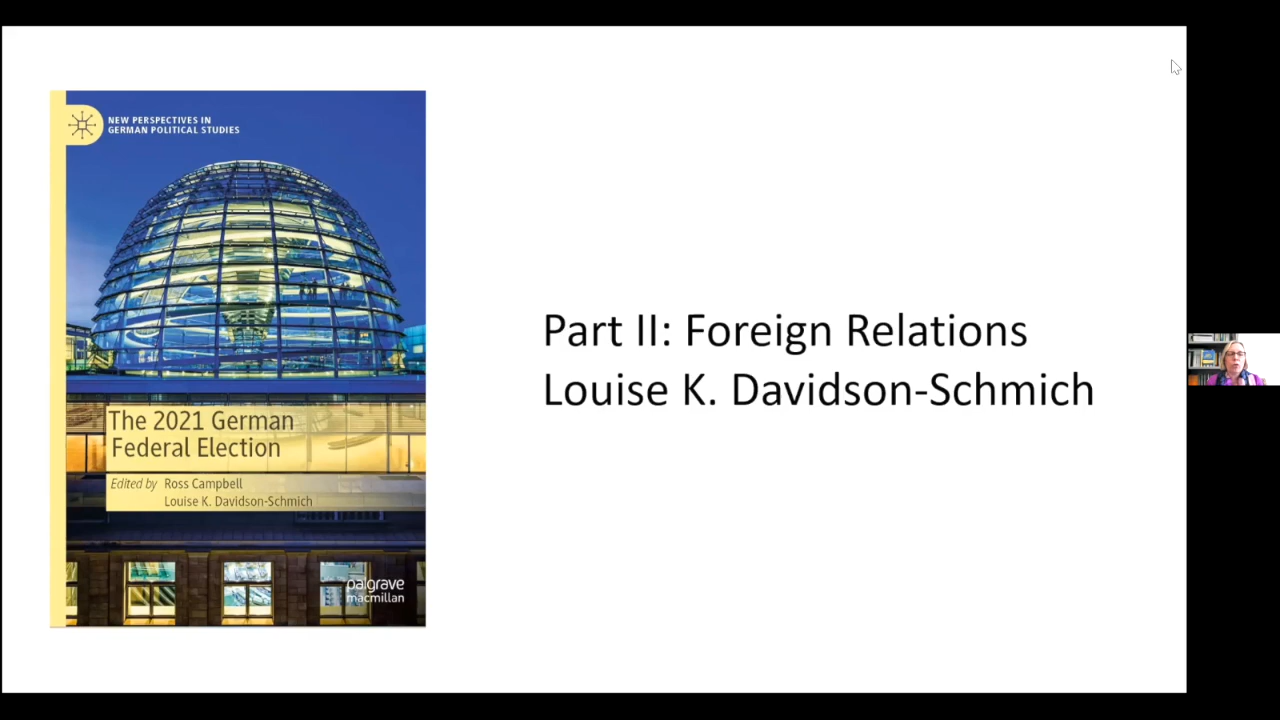 NEW PERSPECTIVES IN
GERMAN POLITICAL STUDIES
The 2021 German
Federal Election
Edited by Ross Campbell
Louise K. Davidson-Schmich
palgrave
macmillan
Part II: Foreign Relations
Louise K. Davidson-Schmich